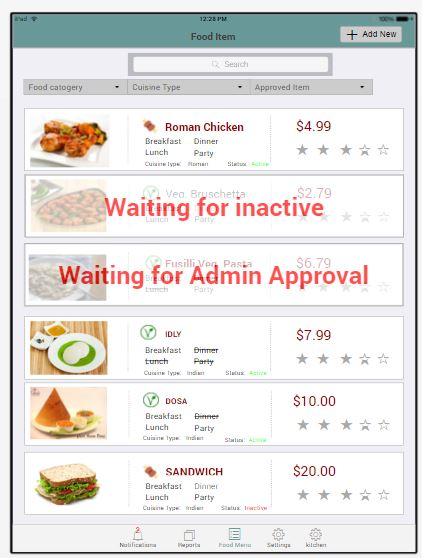 iPad 12:28 PM 100%
Food Item
Add New
Search
Food catogery Cuisine Type Approved Item
Roman Chicken $4.99
Breakfast Dinner
Lunch Party
Cuisine type: Roman Status: Active
Veg. Bruschetta $2.79
Waiting for inactive
Lunch Party
Fusilli Veg. Pasta $6.79
Waiting for Admin Approval
Lunch Party
IDLY $7.99
Breakfast Dinner
Lunch Party
Cuisine Type: Indian Status: Active
DOSA $10.00
Breakfast Dinner
Lunch Party
Cuisine Type: Indian Status: Active
SANDWICH $20.00
Breakfast Dinner
Lunch Party
Cuisine Type: Indian Status: Inactive
2
Notifications Reports Food Menu Settings kitchen